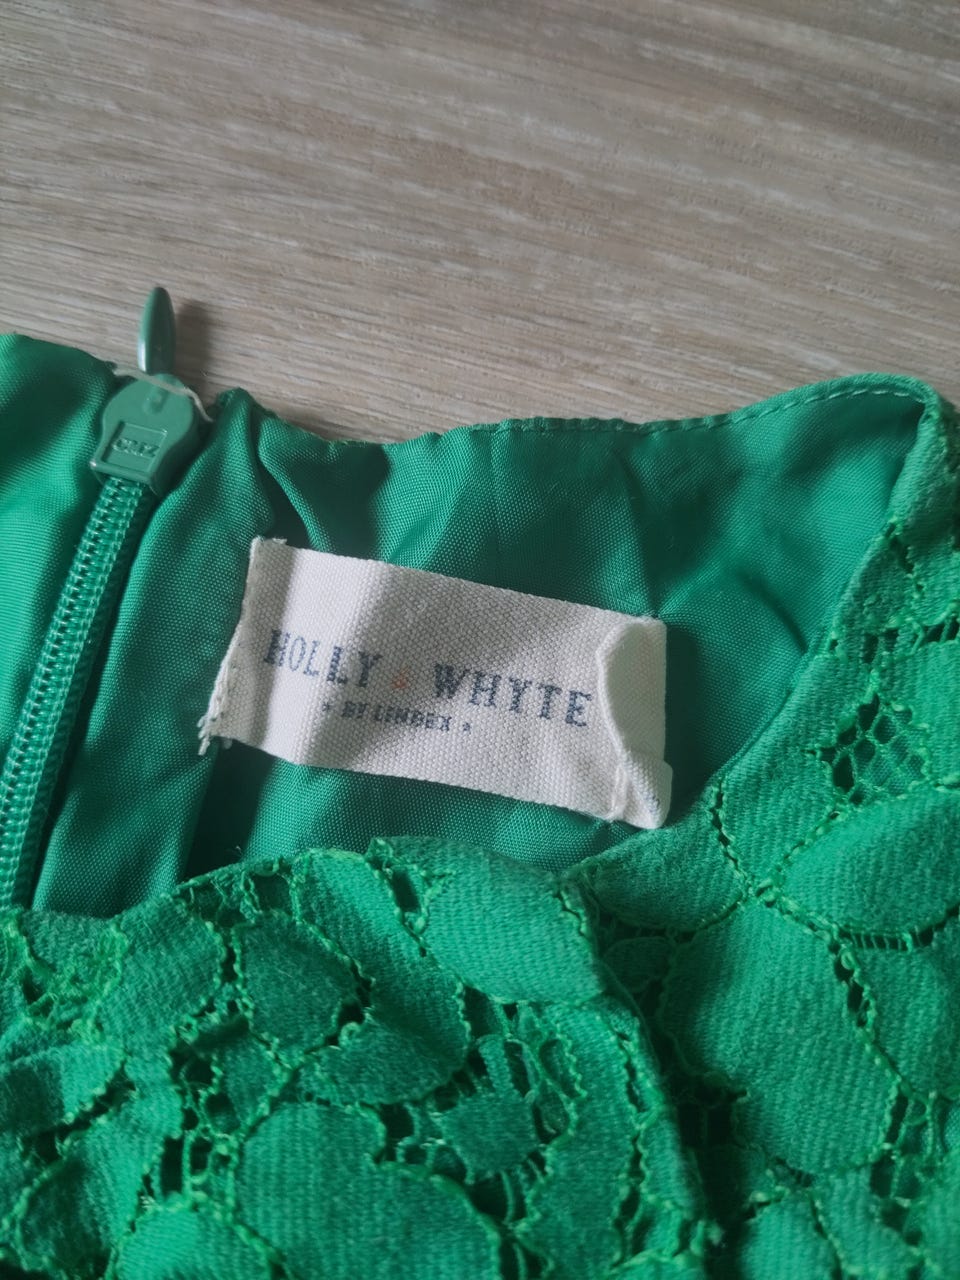 HOLLY & WHYTE
• BY LINDEX •